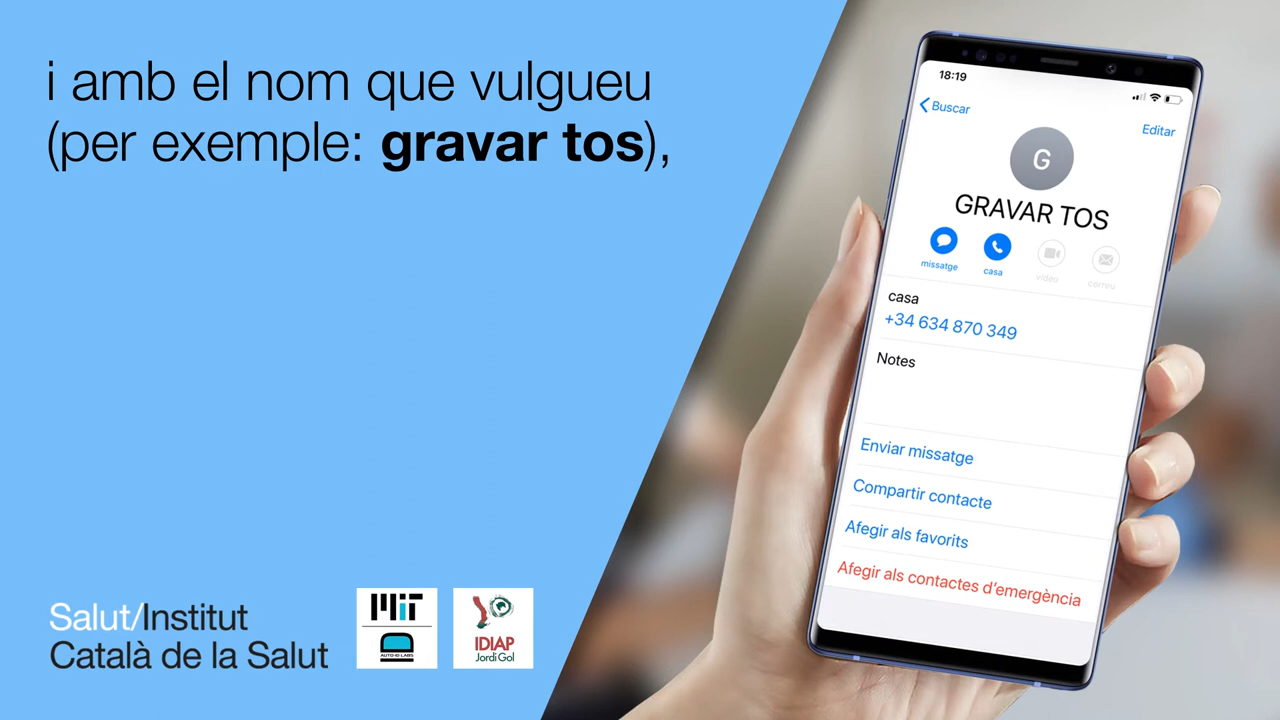 i amb el nom que vulgueu
(per exemple: gravar tos),
18:19
Buscar
Editar
G
GRAVAR TOS
missatge
casa
vídeo
correu
casa
+34 634 870 349
Notes
Enviar missatge
Compartir contacte
Afegir als favorits
Afegir als contactes d'emergència
Salut/Institut
Català de la Salut
MIT
AUTO-ID LABS
IDIAP
Jordi Gol